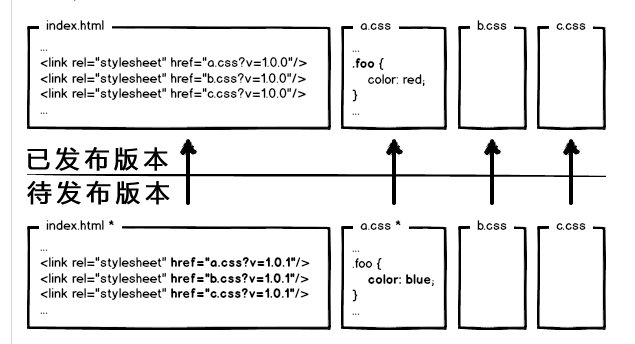 index.html
...
<link rel="stylesheet" href="a.css?v=1.0.0"/>
<link rel="stylesheet" href="b.css?v=1.0.0"/>
<link rel="stylesheet" href="c.css?v=1.0.0"/>
...
a.css
...
.foo {
color: red;
}
...
b.css
c.css
已发布版本
待发布版本
index.html *
...
<link rel="stylesheet" href="a.css?v=1.0.1"/>
<link rel="stylesheet" href="b.css?v=1.0.1"/>
<link rel="stylesheet" href="c.css?v=1.0.1"/>
...
a.css *
...
.foo {
color: blue;
}
...
b.css
c.css